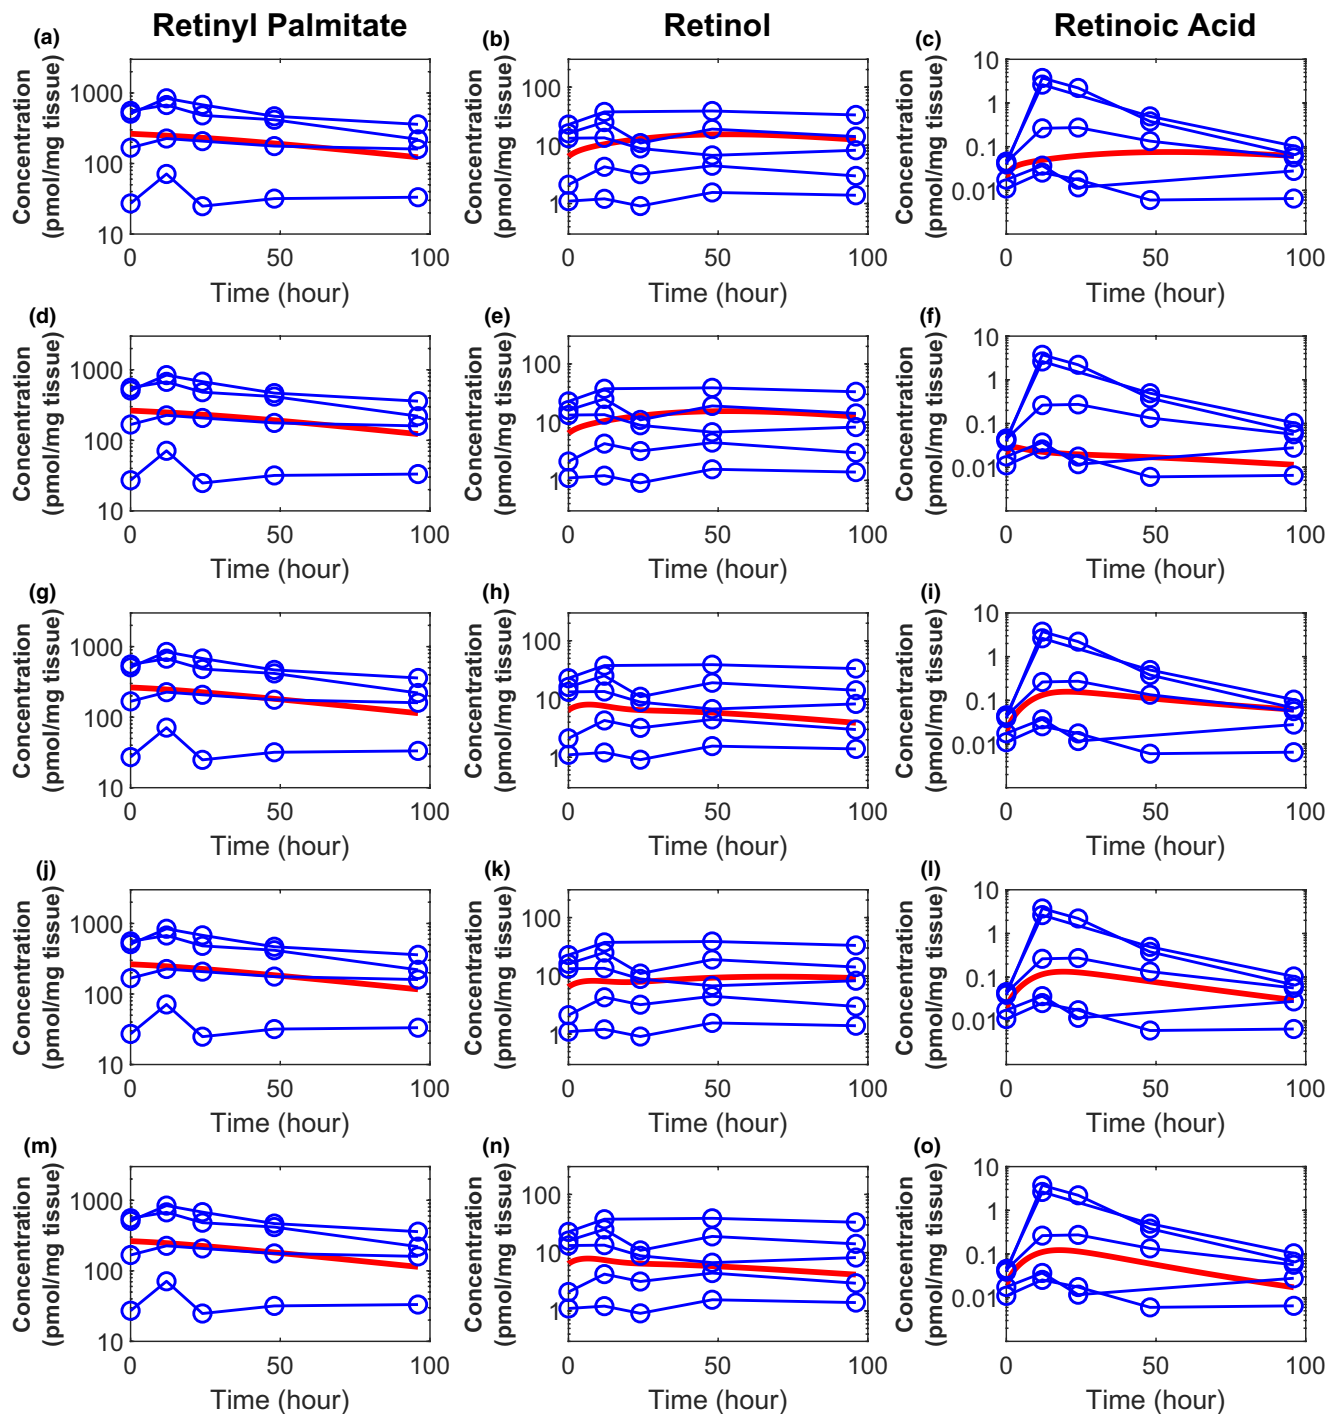 Retinyl Palmitate Retinol Retinoic Acid
(a) (b) (c)
Concentration (pmol/mg tissue) 1000 100 10 Concentration (pmol/mg tissue) 100 10 1 Concentration (pmol/mg tissue) 10 1 0.1 0.01
0 50 100 0 50 100 0 50 100
Time (hour) Time (hour) Time (hour)
(d) (e) (f)
Concentration (pmol/mg tissue) 1000 100 10 Concentration (pmol/mg tissue) 100 10 1 Concentration (pmol/mg tissue) 10 1 0.1 0.01
0 50 100 0 50 100 0 50 100
Time (hour) Time (hour) Time (hour)
(g) (h) (i)
Concentration (pmol/mg tissue) 1000 100 10 Concentration (pmol/mg tissue) 100 10 1 Concentration (pmol/mg tissue) 10 1 0.1 0.01
0 50 100 0 50 100 0 50 100
Time (hour) Time (hour) Time (hour)
(j) (k) (l)
Concentration (pmol/mg tissue) 1000 100 10 Concentration (pmol/mg tissue) 100 10 1 Concentration (pmol/mg tissue) 10 1 0.1 0.01
0 50 100 0 50 100 0 50 100
Time (hour) Time (hour) Time (hour)
(m) (n) (o)
Concentration (pmol/mg tissue) 1000 100 10 Concentration (pmol/mg tissue) 100 10 1 Concentration (pmol/mg tissue) 10 1 0.1 0.01
0 50 100 0 50 100 0 50 100
Time (hour) Time (hour) Time (hour)